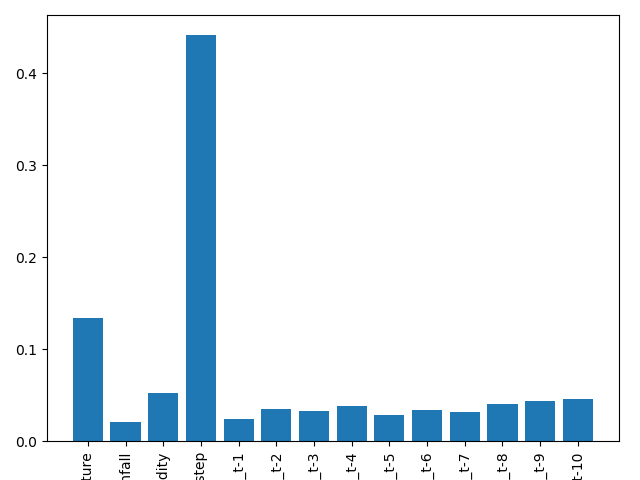 0.4
0.3
0.2
0.1
0.0
ture
nfall
dity
step
_t-1
_t-2
_t-3
_t-4
_t-5
_t-6
_t-7
_t-8
_t-9
t-10